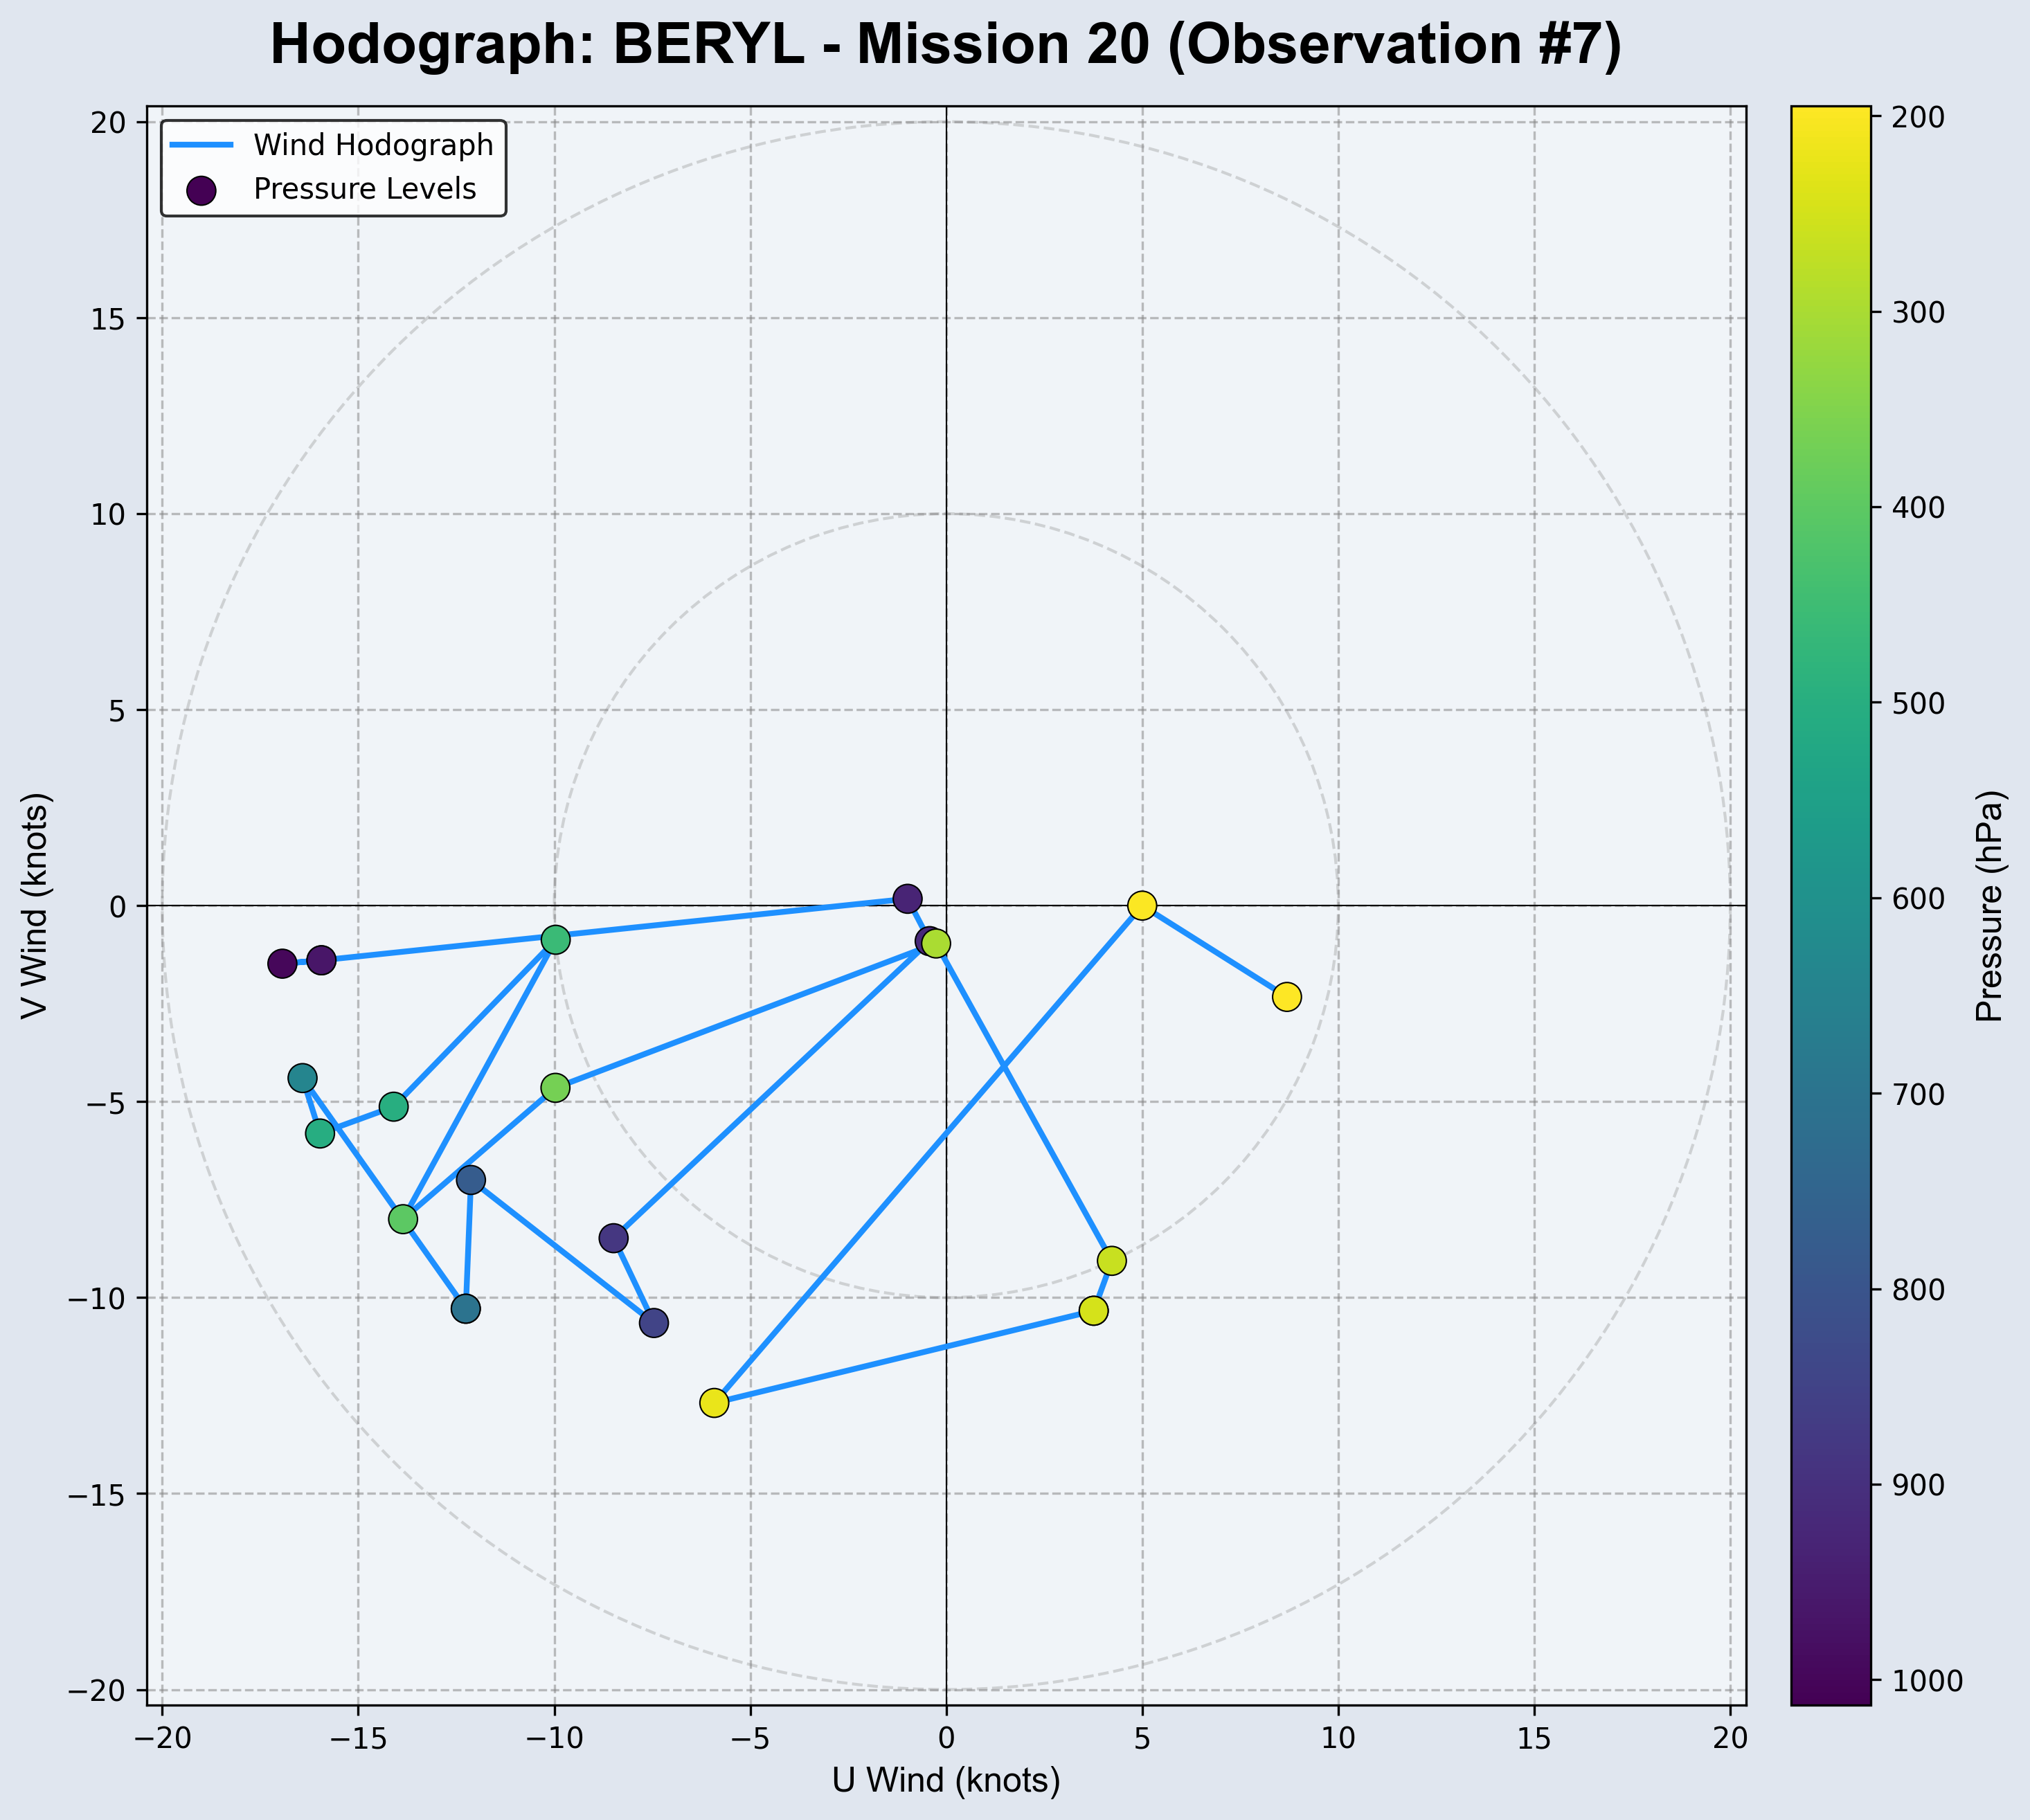 Hodograph: BERYL - Mission 20 (Observation #7)
Wind Hodograph
Pressure Levels
20
15
10
5
0
−5
−10
−15
−20
V Wind (knots)
−20 −15 −10 −5 0 5 10 15 20
U Wind (knots)
200
300
400
500
600
700
800
900
1000
Pressure (hPa)